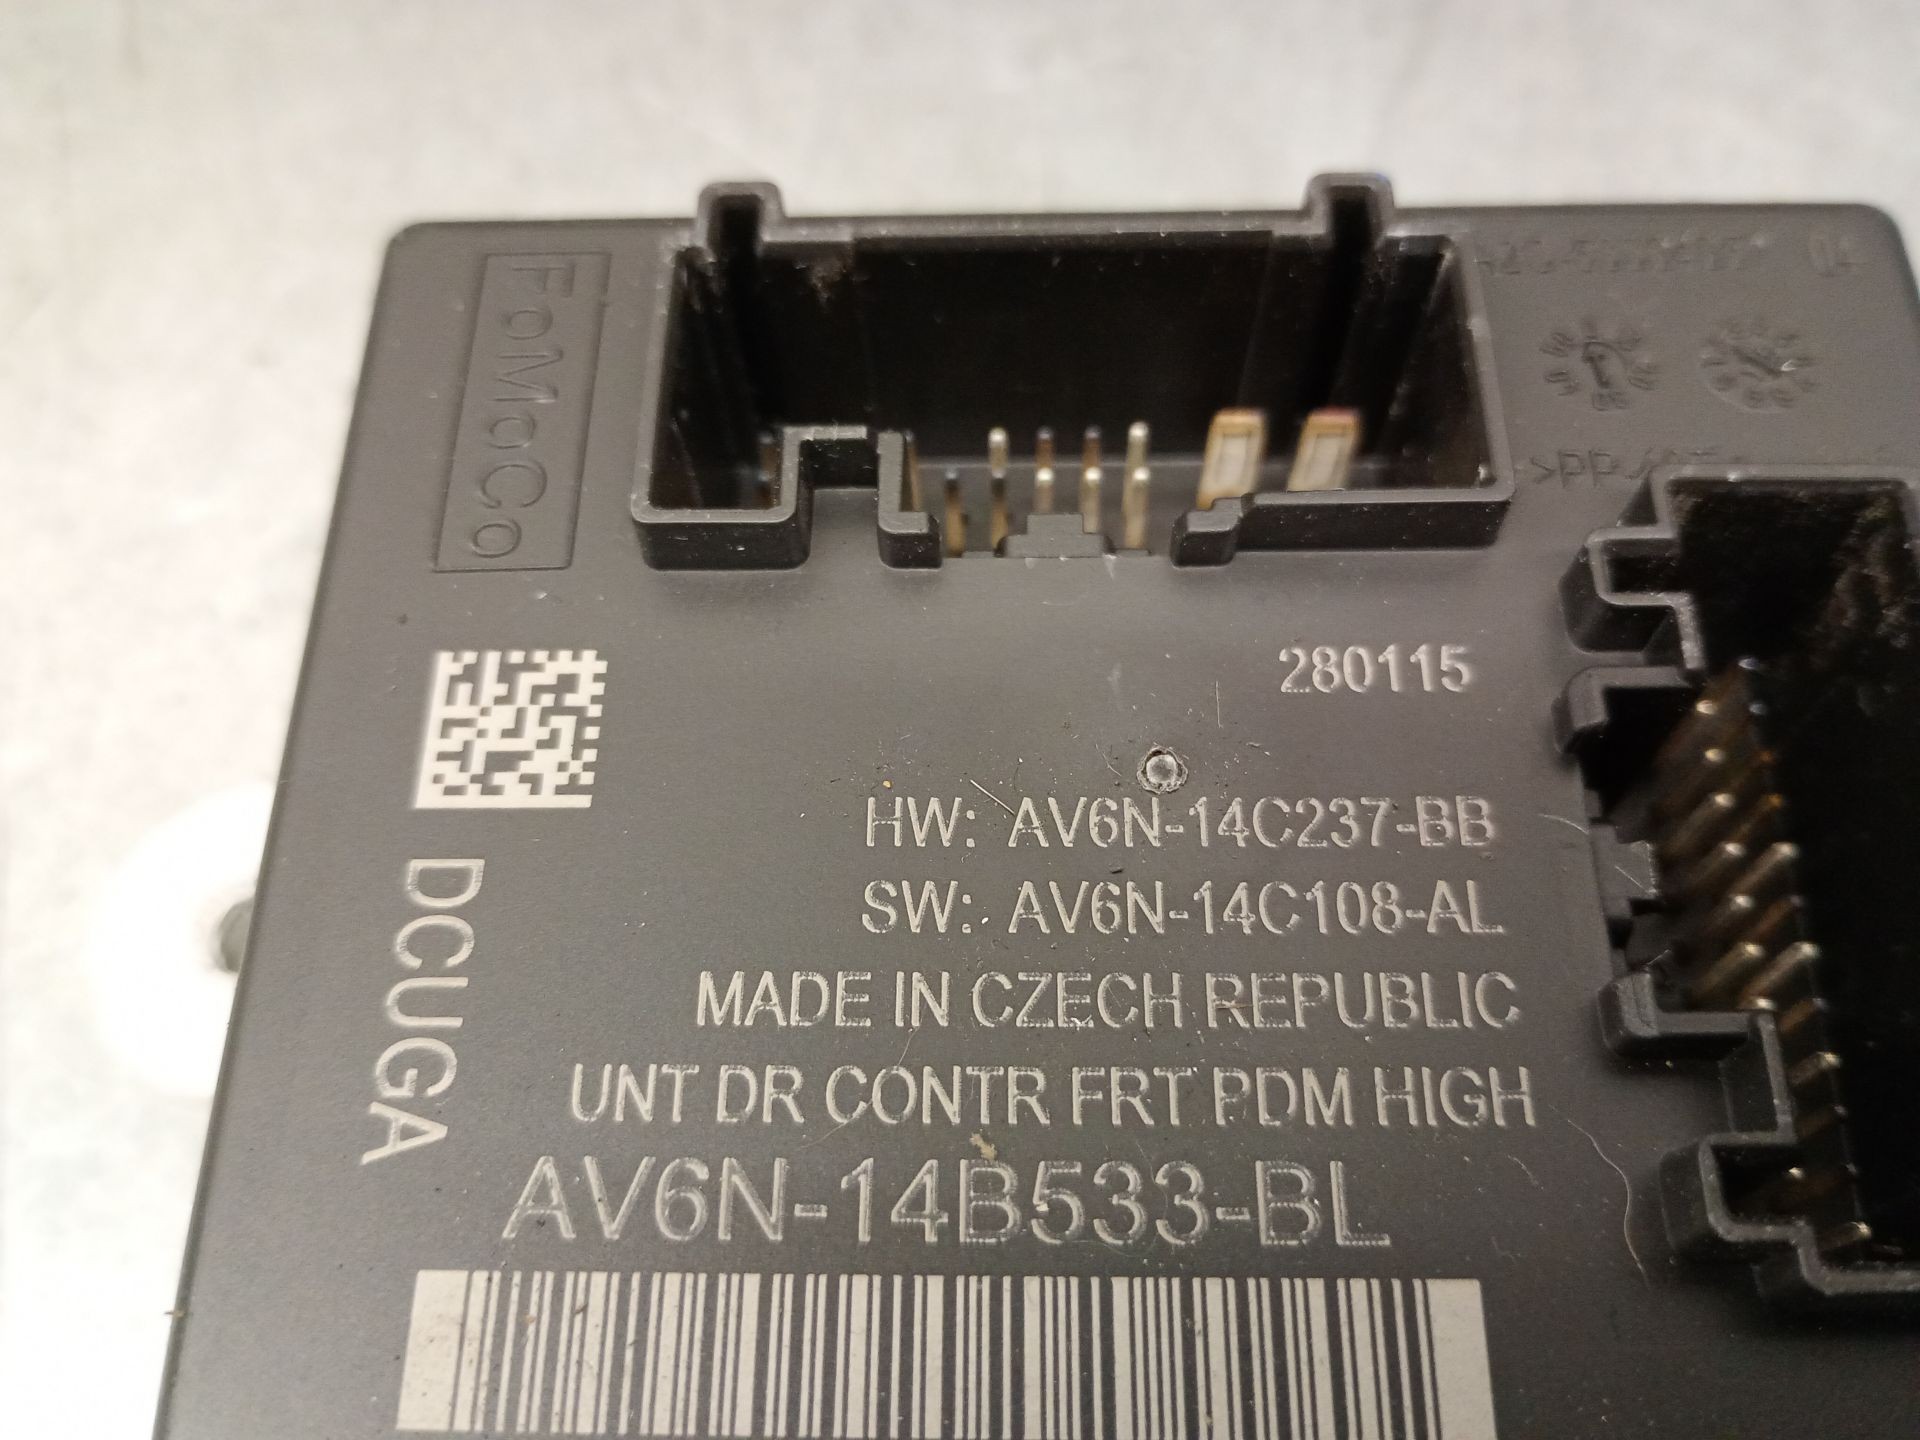 FoMoCo
280115
HW: AV6N-14C237-BB
SW: AV6N-14C108-AL
MADE IN CZECH REPUBLIC
UNT DR CONTR FRT PDM HIGH
AV6N-14B533-BL
DCUGA